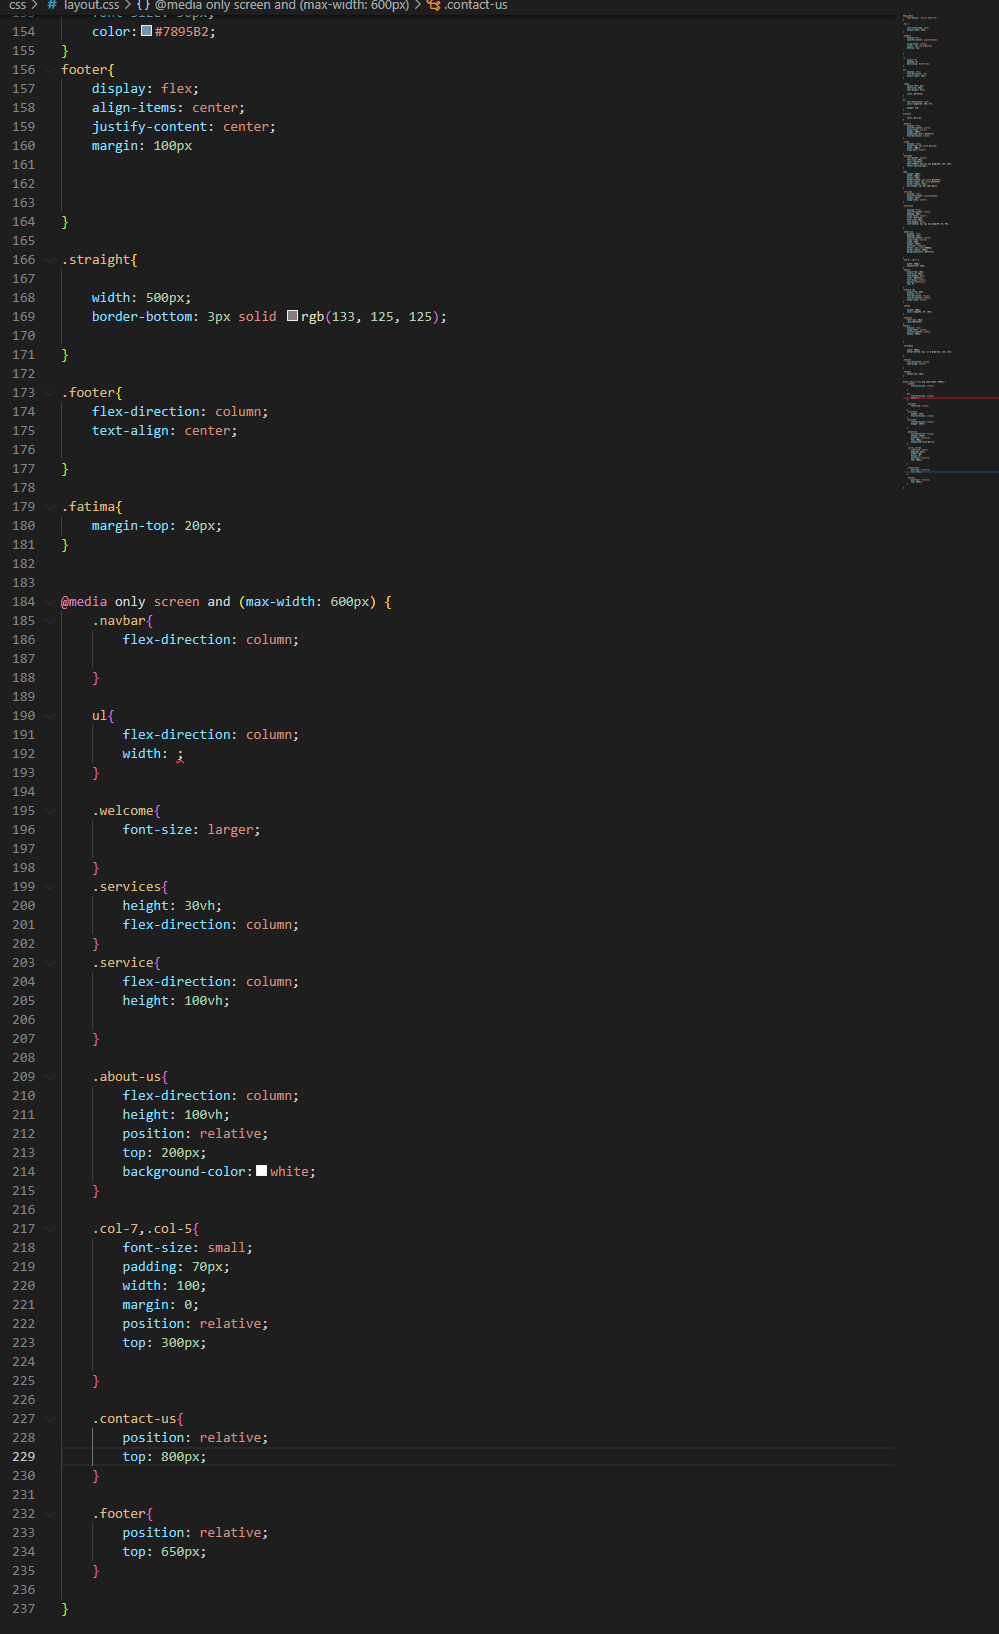 css > # layout.css > {} @media only screen and (max-width: 600px) > .contact-us
154 color: #7895B2;
155 }
156 footer{
157 display: flex;
158 align-items: center;
159 justify-content: center;
160 margin: 100px
161
162
163
164 }
165
166 .straight{
167
168 width: 500px;
169 border-bottom: 3px solid rgb(133, 125, 125);
170
171 }
172
173 .footer{
174 flex-direction: column;
175 text-align: center;
176
177 }
178
179 .fatima{
180 margin-top: 20px;
181 }
182
183
184 @media only screen and (max-width: 600px) {
185 .navbar{
186 flex-direction: column;
187
188 }
189
190 ul{
191 flex-direction: column;
192 width: ;
193 }
194
195 .welcome{
196 font-size: larger;
197
198 }
199 .services{
200 height: 30vh;
201 flex-direction: column;
202 }
203 .service{
204 flex-direction: column;
205 height: 100vh;
206
207 }
208
209 .about-us{
210 flex-direction: column;
211 height: 100vh;
212 position: relative;
213 top: 200px;
214 background-color: white;
215 }
216
217 .col-7,.col-5{
218 font-size: small;
219 padding: 70px;
220 width: 100;
221 margin: 0;
222 position: relative;
223 top: 300px;
224
225 }
226
227 .contact-us{
228 position: relative;
229 top: 800px;
230 }
231
232 .footer{
233 position: relative;
234 top: 650px;
235 }
236
237 }